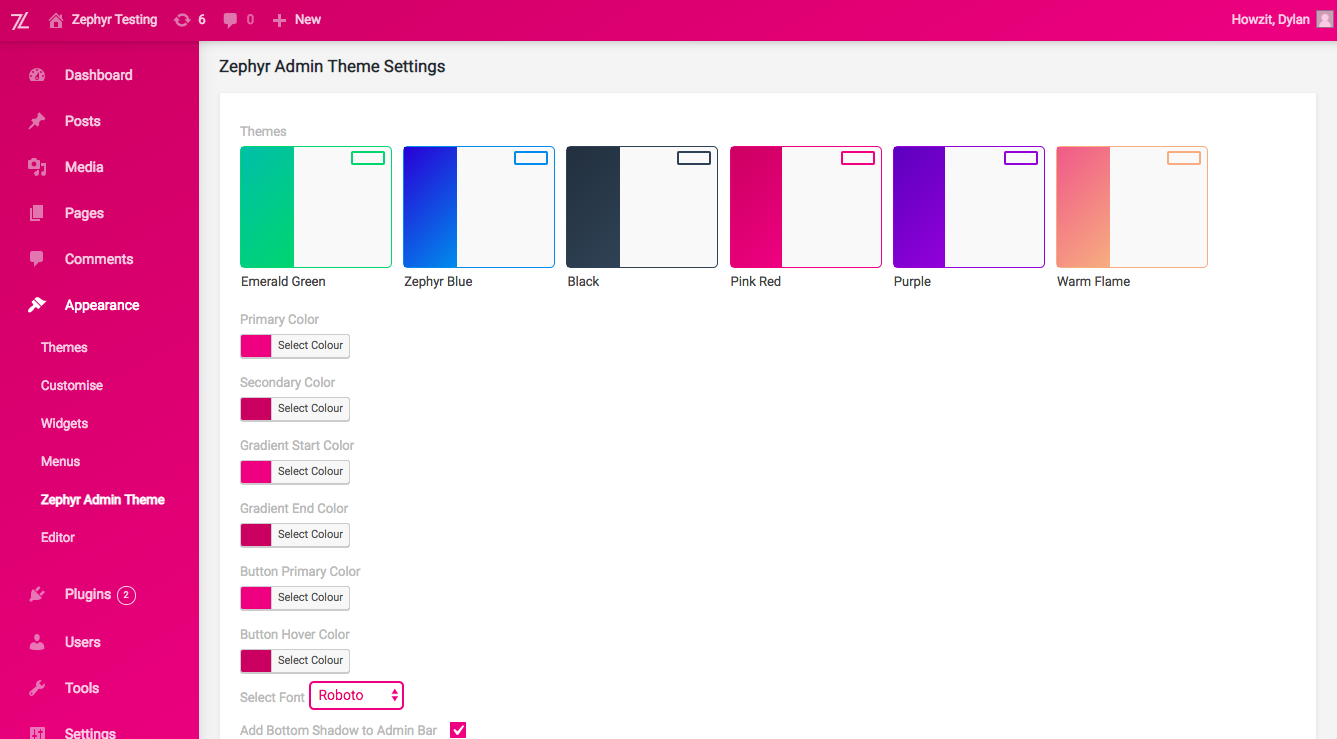 Zephyr Testing 6 0 New Howzit, Dylan
Dashboard
Posts
Media
Pages
Comments
Appearance
Themes
Customise
Widgets
Menus
Zephyr Admin Theme
Editor
Plugins 2
Users
Tools
Settings
Zephyr Admin Theme Settings
Themes
Emerald Green Zephyr Blue Black Pink Red Purple Warm Flame
Primary Color
Select Colour
Secondary Color
Select Colour
Gradient Start Color
Select Colour
Gradient End Color
Select Colour
Button Primary Color
Select Colour
Button Hover Color
Select Colour
Select Font Roboto
Add Bottom Shadow to Admin Bar